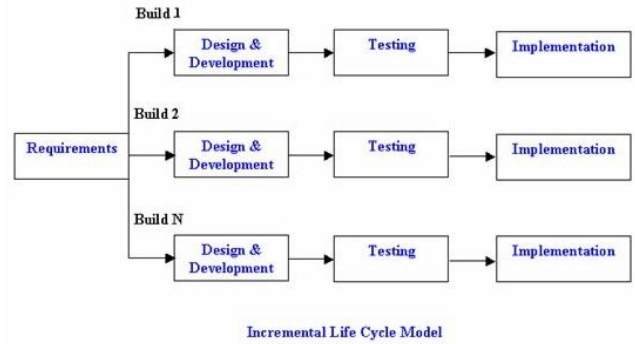 Build 1
Design &
Development
Testing
Implementation
Build 2
Requirements
Design &
Development
Testing
Implementation
Build N
Design &
Development
Testing
Implementation
Incremental Life Cycle Model